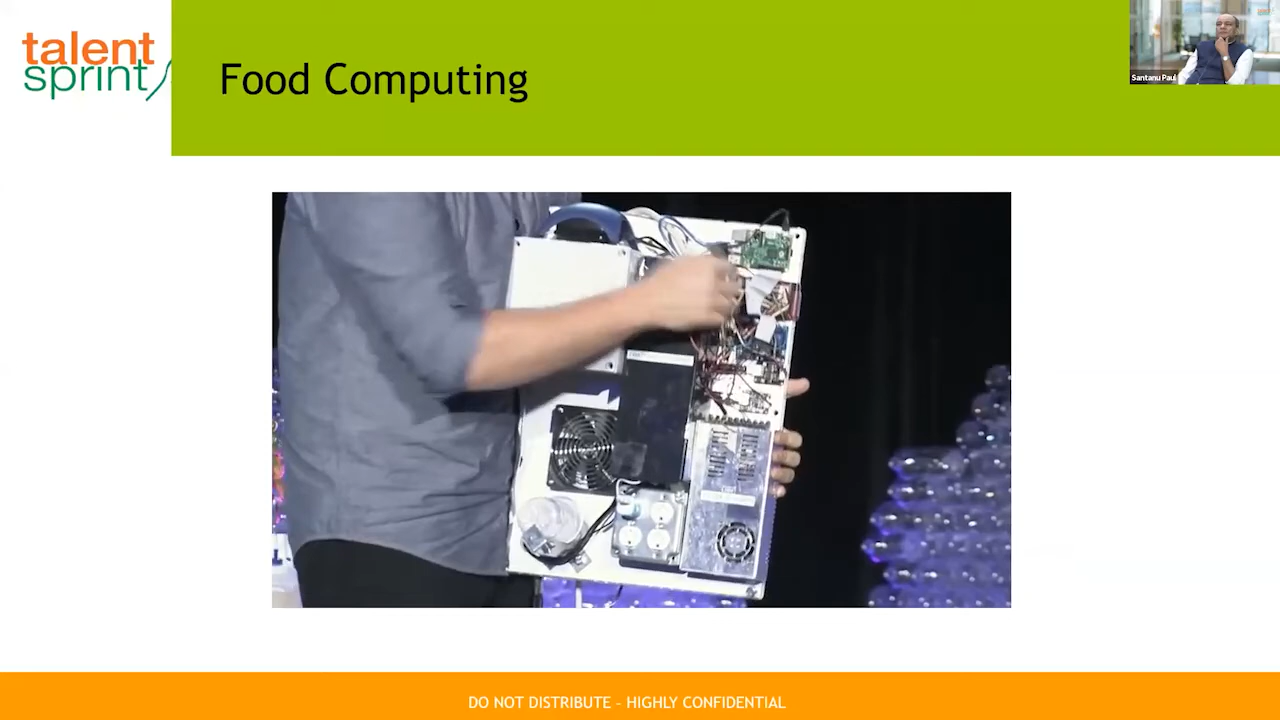 talent
sprint
Food Computing
Santanu Paul
DO NOT DISTRIBUTE - HIGHLY CONFIDENTIAL